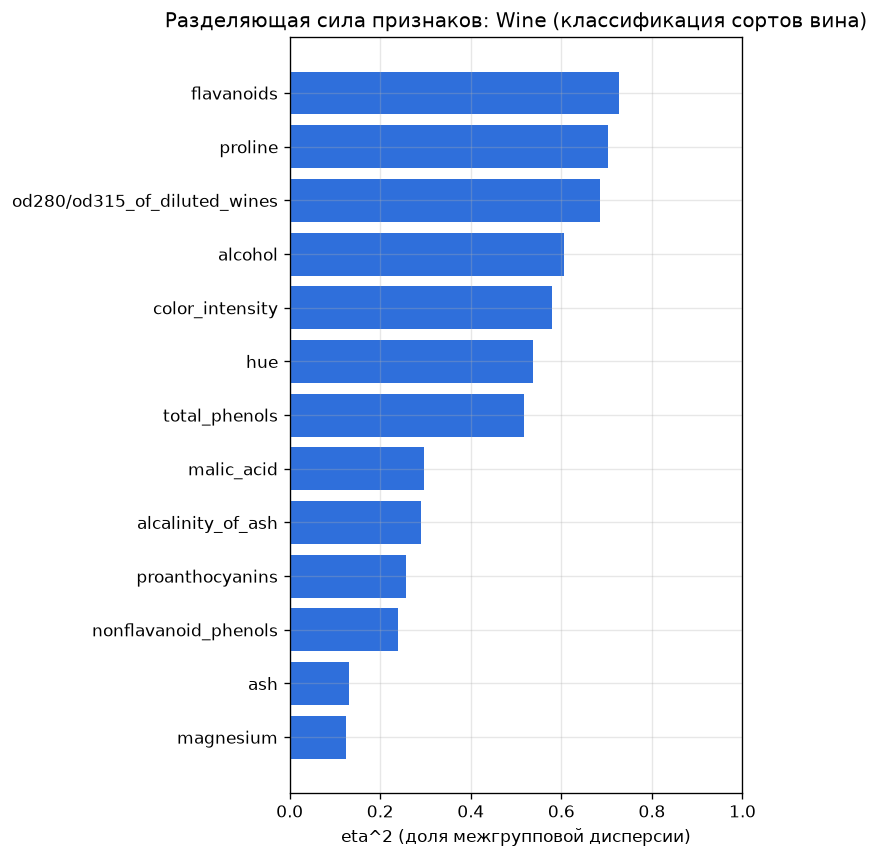 Разделяющая сила признаков: Wine (классификация сортов вина)
flavanoids
proline
od280/od315_of_diluted_wines
alcohol
color_intensity
hue
total_phenols
malic_acid
alcalinity_of_ash
proanthocyanins
nonflavanoid_phenols
ash
magnesium
0.0 0.2 0.4 0.6 0.8 1.0
eta^2 (доля межгрупповой дисперсии)